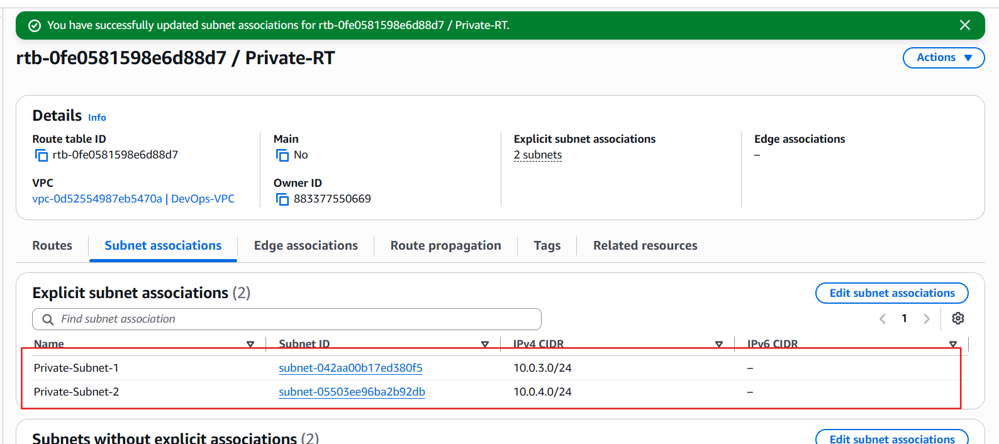 You have successfully updated subnet associations for rtb-0fe0581598e6d88d7 / Private-RT.
rtb-0fe0581598e6d88d7 / Private-RT
Actions
Details Info
Route table ID
rtb-0fe0581598e6d88d7
Main
No
Explicit subnet associations
2 subnets
Edge associations
–
VPC
vpc-0d52554987eb5470a | DevOps-VPC
Owner ID
883377550669
Routes
Subnet associations
Edge associations
Route propagation
Tags
Related resources
Explicit subnet associations (2)
Edit subnet associations
Find subnet association
1
Name Subnet ID IPv4 CIDR IPv6 CIDR
Private-Subnet-1 subnet-042aa00b17ed380f5 10.0.3.0/24 –
Private-Subnet-2 subnet-05503ee96ba2b92db 10.0.4.0/24 –
Subnets without explicit associations (2)
Edit subnet associations